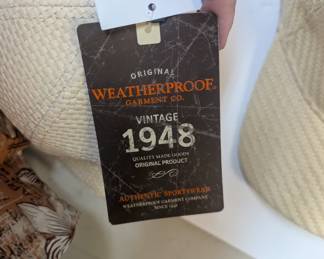 ORIGINAL
WEATHERPROOF
GARMENT CO.
VINTAGE
1948
QUALITY MADE GOODS
ORIGINAL PRODUCT
AUTHENTIC SPORTSWEAR
WEATHERPROOF GARMENT COMPANY
SINCE 1948